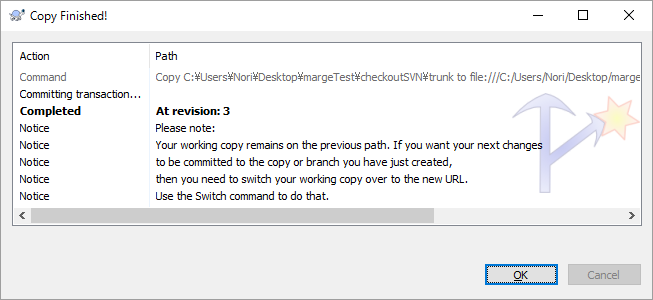 Copy Finished!
Action Path
Command Copy C:¥Users¥Nori¥Desktop¥margeTest¥checkoutSVN¥trunk to file:///C:/Users/Nori/Desktop/marge
Committing transaction...
Completed At revision: 3
Notice Please note:
Notice Your working copy remains on the previous path. If you want your next changes
Notice to be committed to the copy or branch you have just created,
Notice then you need to switch your working copy over to the new URL.
Notice Use the Switch command to do that.
OK Cancel